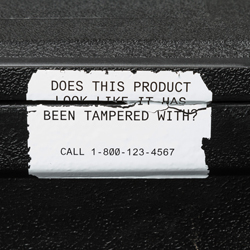 DOES THIS PRODUCT
LOOK LIKE IT HAS
BEEN TAMPERED WITH?
CALL 1-800-123-4567